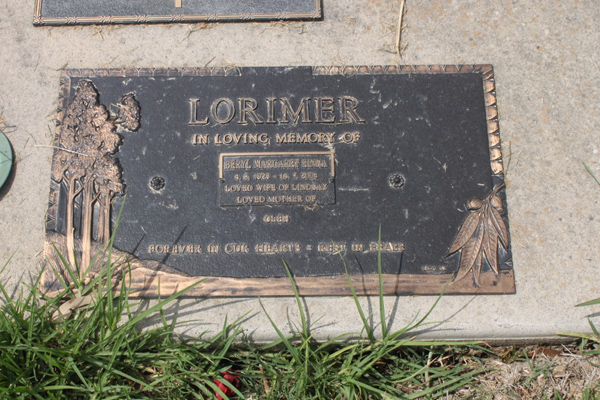 LORIMER
IN LOVING MEMORY OF
BERYL MARGARET
LOVED WIFE OF LINDSAY
LOVED MOTHER OF
GLEN
FOREVER IN OUR HEARTS - REST IN PEACE